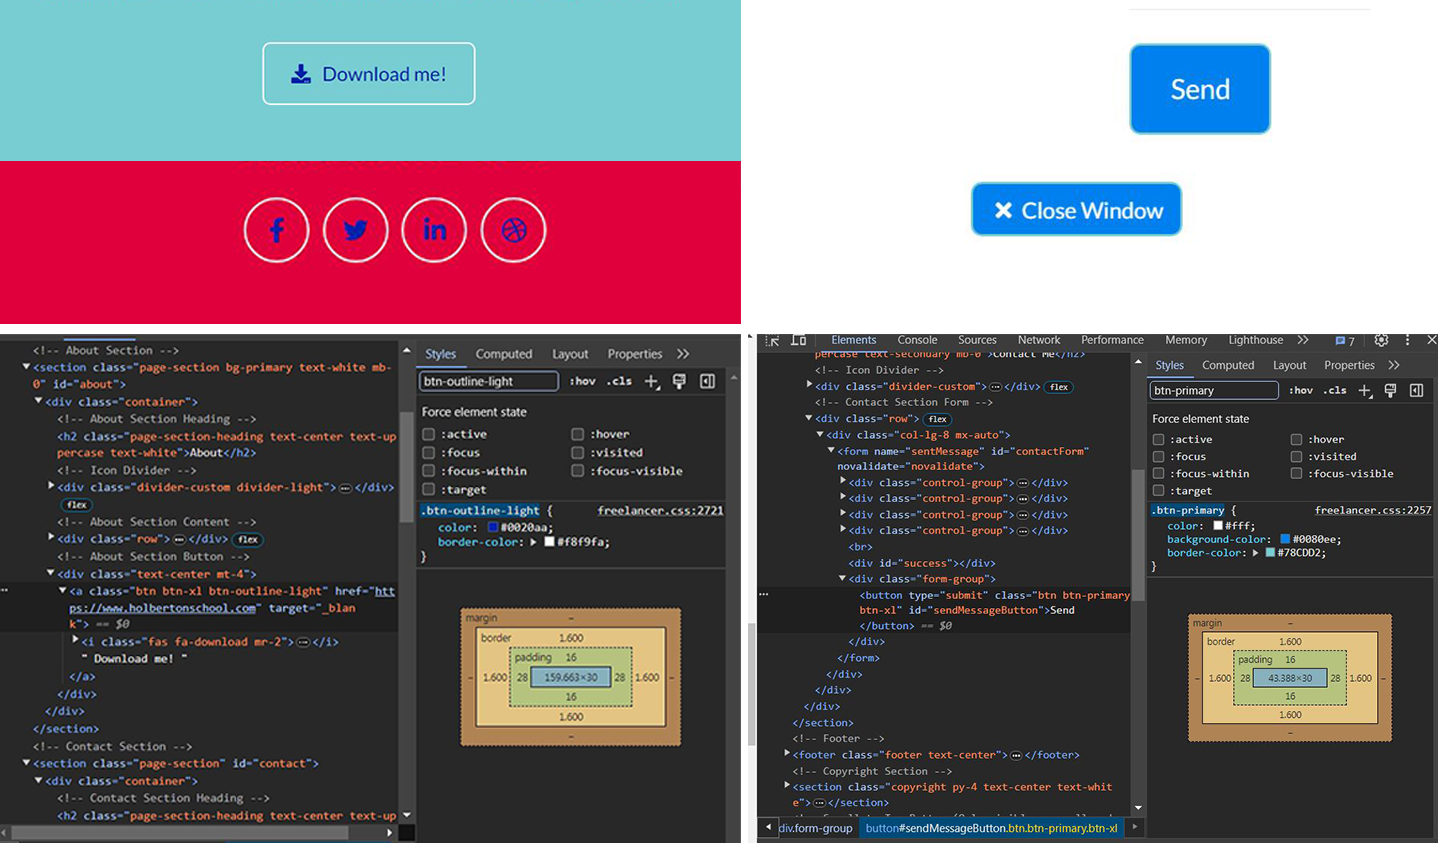 Download me!
Send
Close Window
<!-- About Section -->
<section class="page-section bg-primary text-white mb-
0" id="about">
<div class="container">
<!-- About Section Heading -->
<h2 class="page-section-heading text-center text-up
percase text-white">About</h2>
<!-- Icon Divider -->
<div class="divider-custom divider-light">⋯</div>
flex
<!-- About Section Content -->
<div class="row">⋯</div> flex
<!-- About Section Button -->
<div class="text-center mt-4">
<a class="btn btn-xl btn-outline-light" href="htt
ps://www.holbertonschool.com" target="_blan
k"> == $0
<i class="fas fa-download mr-2">⋯</i>
" Download me! "
</a>
</div>
</div>
</section>
<!-- Contact Section -->
<section class="page-section" id="contact">
<div class="container">
<!-- Contact Section Heading -->
<h2 class="page-section-heading text-center text-up
Styles Computed Layout Properties
btn-outline-light :hov .cls
Force element state
:active :hover
:focus :visited
:focus-within :focus-visible
:target
.btn-outline-light { freelancer.css:2721
color: #0020aa;
border-color: #f8f9fa;
}
margin –
border 1.600
padding 16
– 1.600 28 159.663×30 28 1.600 –
16
1.600
–
Elements Console Sources Network Performance Memory Lighthouse 7
percase text-secondary mb-0">Contact Me</h2>
<!-- Icon Divider -->
<div class="divider-custom">⋯</div> flex
<!-- Contact Section Form -->
<div class="row"> flex
<div class="col-lg-8 mx-auto">
<form name="sentMessage" id="contactForm"
novalidate="novalidate">
<div class="control-group">⋯</div>
<div class="control-group">⋯</div>
<div class="control-group">⋯</div>
<div class="control-group">⋯</div>
<br>
<div id="success"></div>
<div class="form-group">
<button type="submit" class="btn btn-primary
btn-xl" id="sendMessageButton">Send
</button> == $0
</div>
</form>
</div>
</div>
</div>
</section>
<!-- Footer -->
<footer class="footer text-center">⋯</footer>
<!-- Copyright Section -->
<section class="copyright py-4 text-center text-whit
e">⋯</section>
div.form-group button#sendMessageButton.btn.btn-primary.btn-xl
Styles Computed Layout Properties
btn-primary :hov .cls
Force element state
:active :hover
:focus :visited
:focus-within :focus-visible
:target
.btn-primary { freelancer.css:2257
color: #fff;
background-color: #0080ee;
border-color: #78CDD2;
}
margin –
border 1.600
padding 16
– 1.600 28 43.388×30 28 1.600 –
16
1.600
–